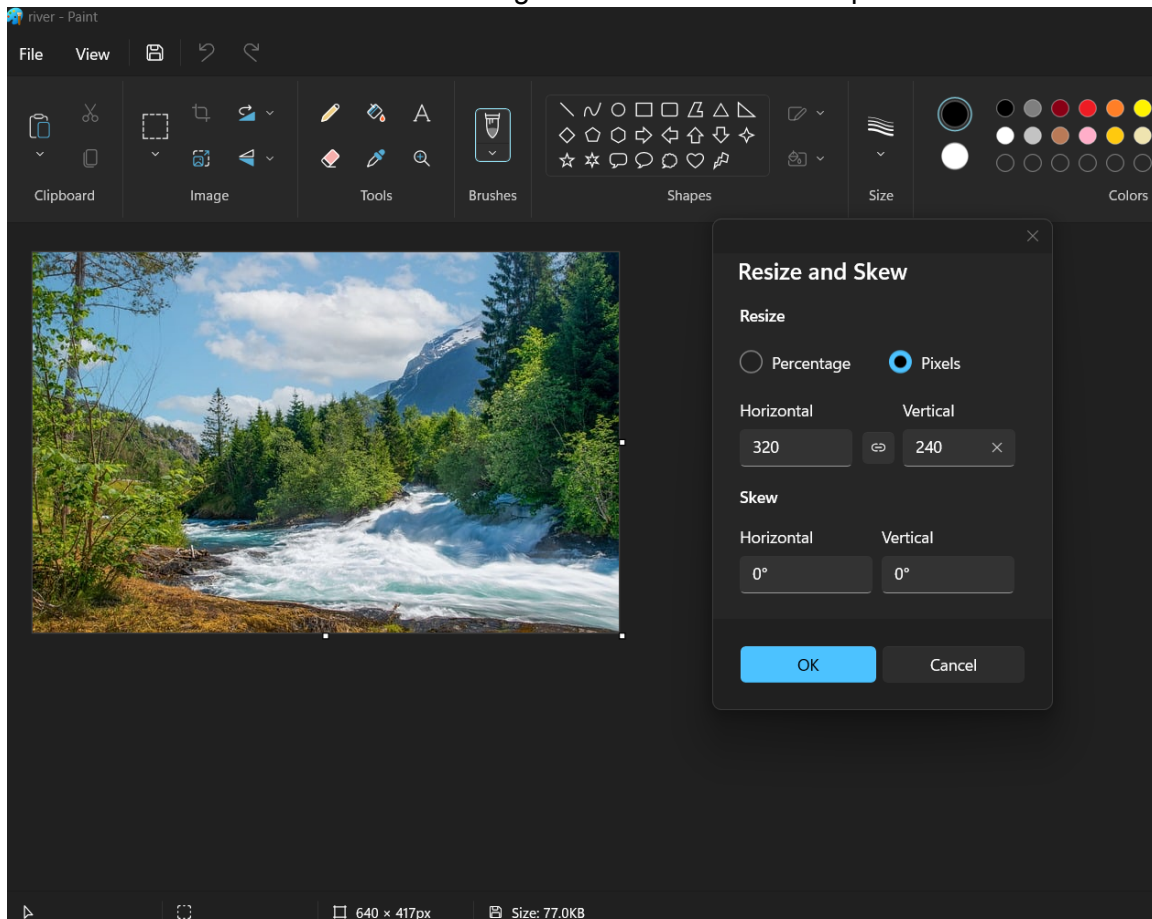 river - Paint
File View
Clipboard Image Tools Brushes Shapes Size Colors
Resize and Skew
Resize
Percentage Pixels
Horizontal Vertical
320 240
Skew
Horizontal Vertical
0° 0°
OK Cancel
640 × 417px Size: 77.0KB